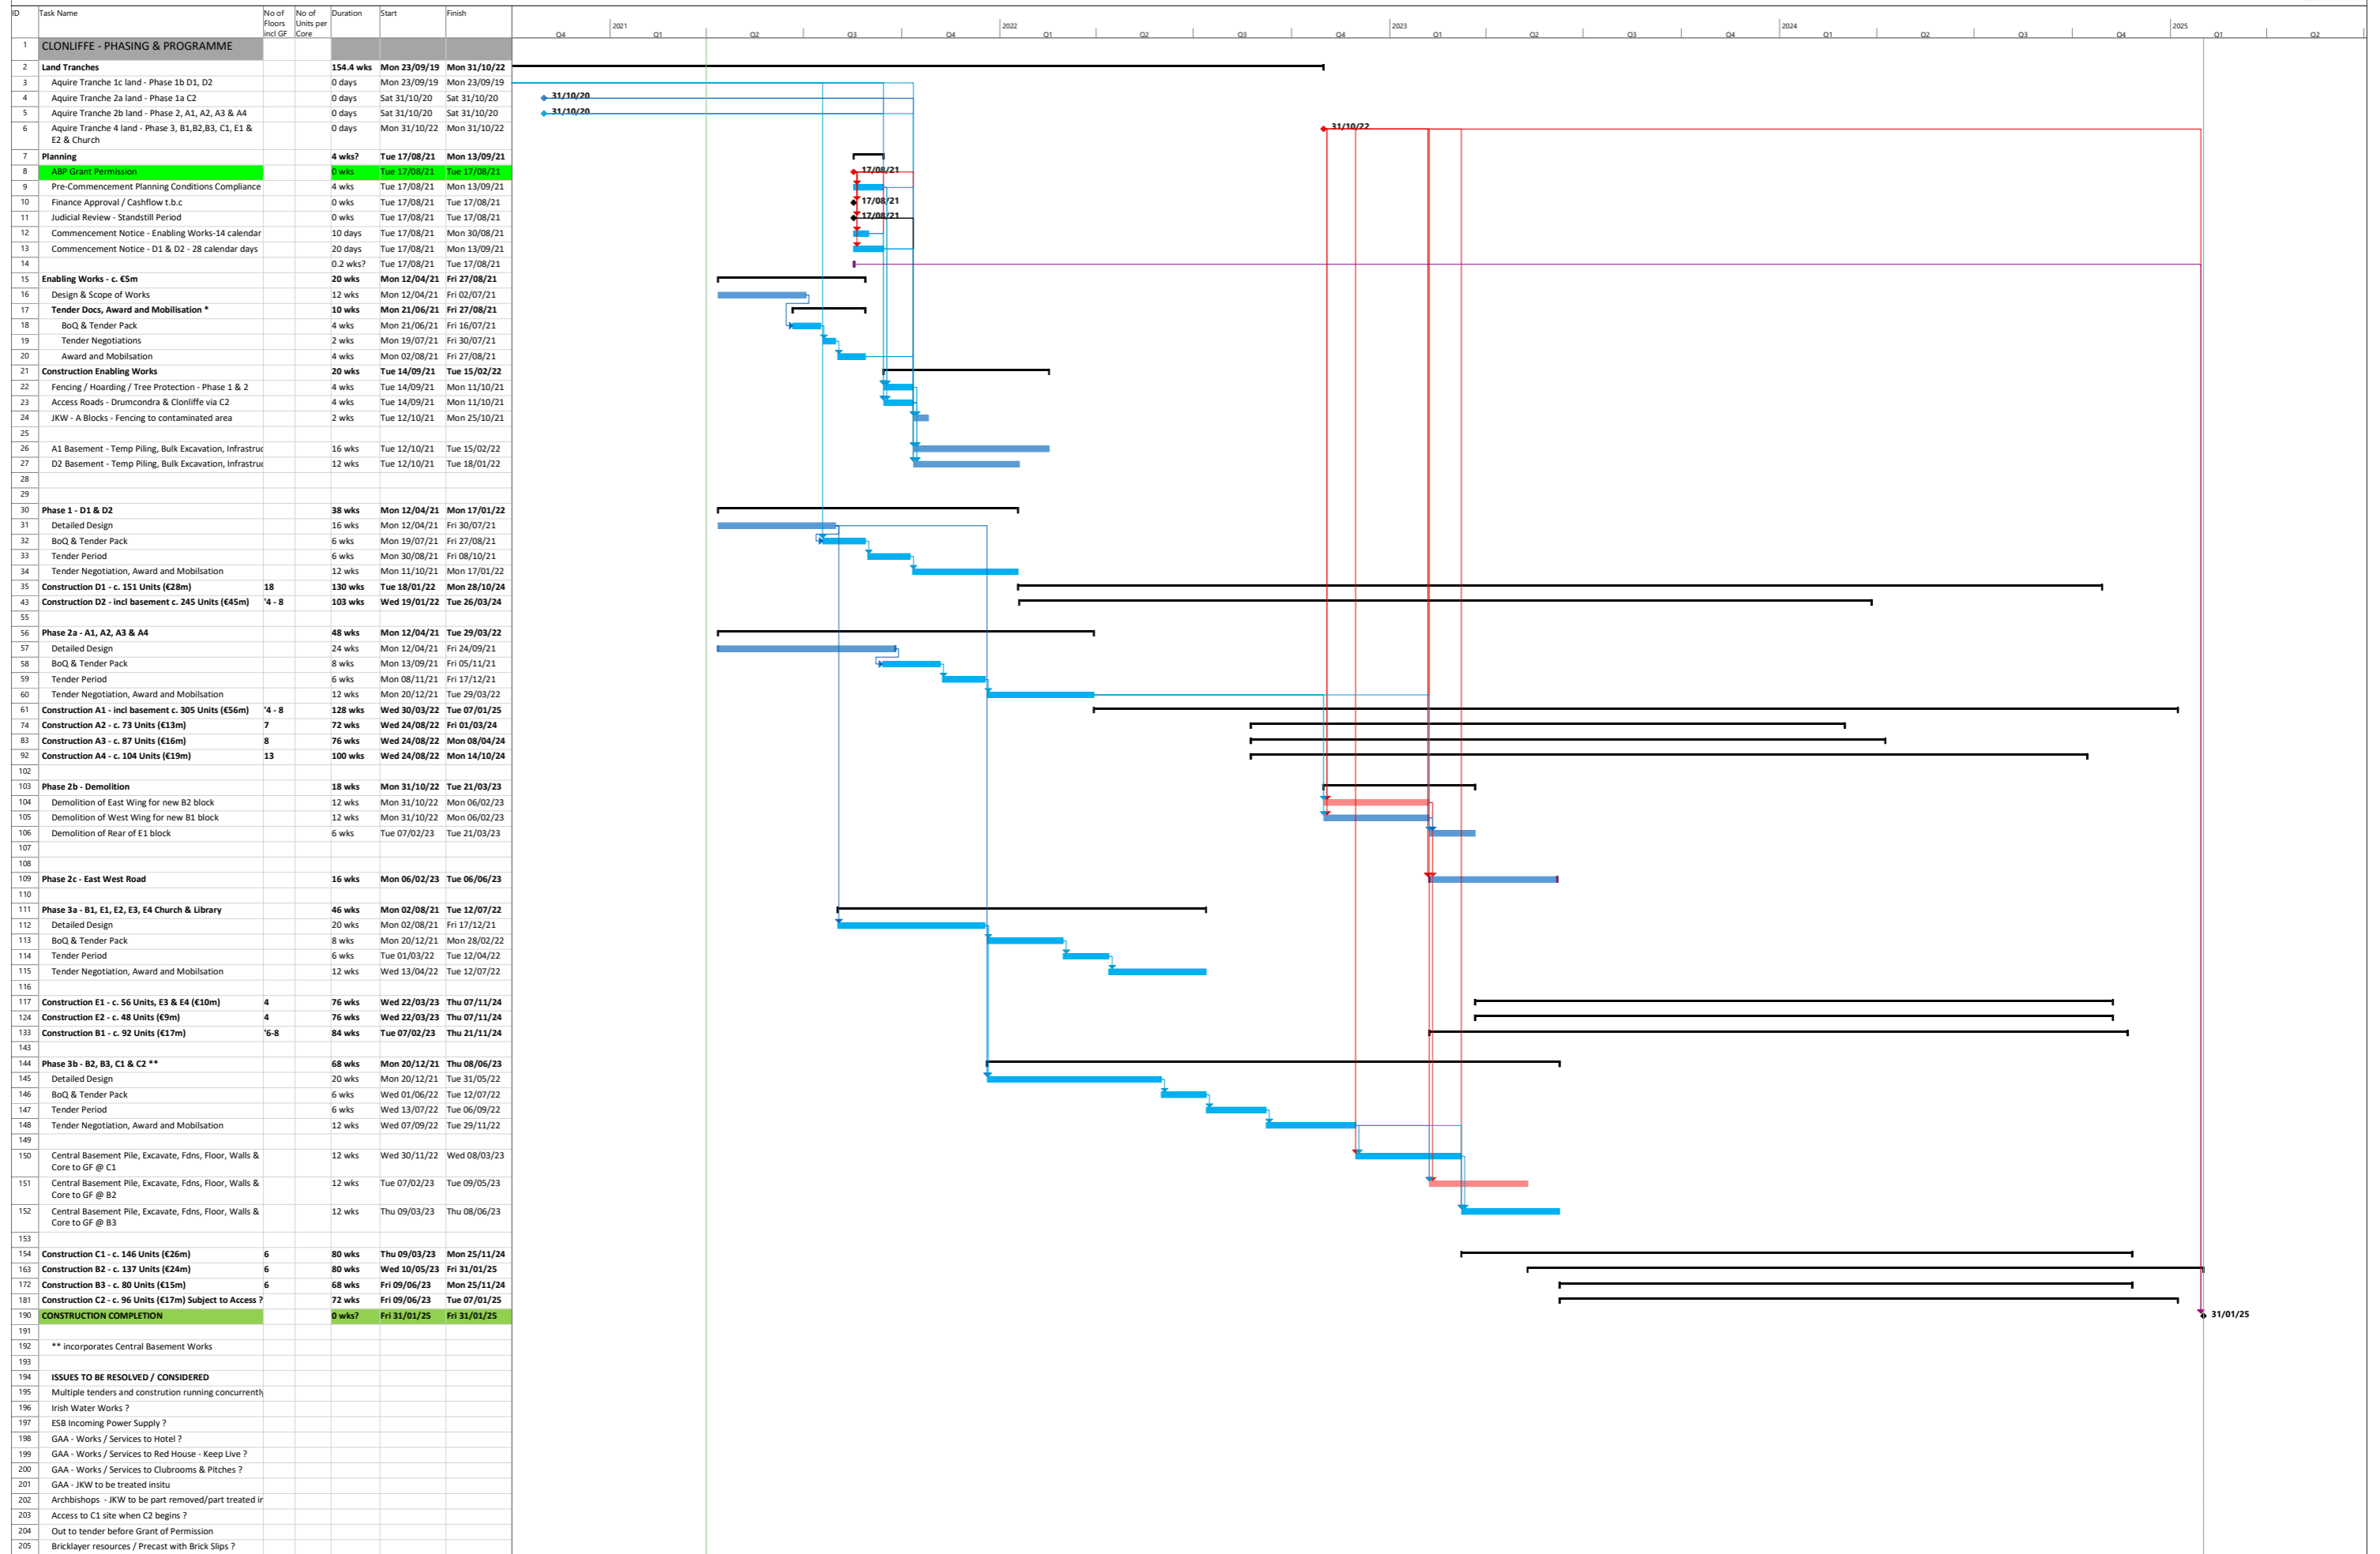 ID Task Name No of Floors incl GF No of Units per Core Duration Start Finish
2021 2022 2023 2024 2025
Q4 Q1 Q2 Q3 Q4 Q1 Q2 Q3 Q4 Q1 Q2 Q3 Q4 Q1 Q2 Q3 Q4 Q1 Q2
1 CLONLIFFE - PHASING & PROGRAMME
2 Land Tranches 154.4 wks Mon 23/09/19 Mon 31/10/22
3 Aquire Tranche 1c land - Phase 1b D1, D2 0 days Mon 23/09/19 Mon 23/09/19
4 Aquire Tranche 2a land - Phase 1a C2 0 days Sat 31/10/20 Sat 31/10/20 31/10/20
5 Aquire Tranche 2b land - Phase 2, A1, A2, A3 & A4 0 days Sat 31/10/20 Sat 31/10/20 31/10/20
6 Aquire Tranche 4 land - Phase 3, B1,B2,B3, C1, E1 & 0 days Mon 31/10/22 Mon 31/10/22 31/10/22
E2 & Church
7 Planning 4 wks? Tue 17/08/21 Mon 13/09/21
8 ABP Grant Permission 0 wks Tue 17/08/21 Tue 17/08/21 17/08/21
9 Pre-Commencement Planning Conditions Compliance 4 wks Tue 17/08/21 Mon 13/09/21
10 Finance Approval / Cashflow t.b.c 0 wks Tue 17/08/21 Tue 17/08/21 17/08/21
11 Judicial Review - Standstill Period 0 wks Tue 17/08/21 Tue 17/08/21 17/08/21
12 Commencement Notice - Enabling Works-14 calendar 10 days Tue 17/08/21 Mon 30/08/21
13 Commencement Notice - D1 & D2 - 28 calendar days 20 days Tue 17/08/21 Mon 13/09/21
14 0.2 wks? Tue 17/08/21 Tue 17/08/21
15 Enabling Works - c. €5m 20 wks Mon 12/04/21 Fri 27/08/21
16 Design & Scope of Works 12 wks Mon 12/04/21 Fri 02/07/21
17 Tender Docs, Award and Mobilisation * 10 wks Mon 21/06/21 Fri 27/08/21
18 BoQ & Tender Pack 4 wks Mon 21/06/21 Fri 16/07/21
19 Tender Negotiations 2 wks Mon 19/07/21 Fri 30/07/21
20 Award and Mobilsation 4 wks Mon 02/08/21 Fri 27/08/21
21 Construction Enabling Works 20 wks Tue 14/09/21 Tue 15/02/22
22 Fencing / Hoarding / Tree Protection - Phase 1 & 2 4 wks Tue 14/09/21 Mon 11/10/21
23 Access Roads - Drumcondra & Clonliffe via C2 4 wks Tue 14/09/21 Mon 11/10/21
24 JKW - A Blocks - Fencing to contaminated area 2 wks Tue 12/10/21 Mon 25/10/21
25
26 A1 Basement - Temp Piling, Bulk Excavation, Infrastruc 16 wks Tue 12/10/21 Tue 15/02/22
27 D2 Basement - Temp Piling, Bulk Excavation, Infrastruc 12 wks Tue 12/10/21 Tue 18/01/22
28
29
30 Phase 1 - D1 & D2 38 wks Mon 12/04/21 Mon 17/01/22
31 Detailed Design 16 wks Mon 12/04/21 Fri 30/07/21
32 BoQ & Tender Pack 6 wks Mon 19/07/21 Fri 27/08/21
33 Tender Period 6 wks Mon 30/08/21 Fri 08/10/21
34 Tender Negotiation, Award and Mobilsation 12 wks Mon 11/10/21 Mon 17/01/22
35 Construction D1 - c. 151 Units (€28m) 18 130 wks Tue 18/01/22 Mon 28/10/24
43 Construction D2 - incl basement c. 245 Units (€45m) '4 - 8 103 wks Wed 19/01/22 Tue 26/03/24
55
56 Phase 2a - A1, A2, A3 & A4 48 wks Mon 12/04/21 Tue 29/03/22
57 Detailed Design 24 wks Mon 12/04/21 Fri 24/09/21
58 BoQ & Tender Pack 8 wks Mon 13/09/21 Fri 05/11/21
59 Tender Period 6 wks Mon 08/11/21 Fri 17/12/21
60 Tender Negotiation, Award and Mobilsation 12 wks Mon 20/12/21 Tue 29/03/22
61 Construction A1 - incl basement c. 305 Units (€56m) '4 - 8 128 wks Wed 30/03/22 Tue 07/01/25
74 Construction A2 - c. 73 Units (€13m) 7 72 wks Wed 24/08/22 Fri 01/03/24
83 Construction A3 - c. 87 Units (€16m) 8 76 wks Wed 24/08/22 Mon 08/04/24
92 Construction A4 - c. 104 Units (€19m) 13 100 wks Wed 24/08/22 Mon 14/10/24
102
103 Phase 2b - Demolition 18 wks Mon 31/10/22 Tue 21/03/23
104 Demolition of East Wing for new B2 block 12 wks Mon 31/10/22 Mon 06/02/23
105 Demolition of West Wing for new B1 block 12 wks Mon 31/10/22 Mon 06/02/23
106 Demolition of Rear of E1 block 6 wks Tue 07/02/23 Tue 21/03/23
107
108
109 Phase 2c - East West Road 16 wks Mon 06/02/23 Tue 06/06/23
110
111 Phase 3a - B1, E1, E2, E3, E4 Church & Library 46 wks Mon 02/08/21 Tue 12/07/22
112 Detailed Design 20 wks Mon 02/08/21 Fri 17/12/21
113 BoQ & Tender Pack 8 wks Mon 20/12/21 Mon 28/02/22
114 Tender Period 6 wks Tue 01/03/22 Tue 12/04/22
115 Tender Negotiation, Award and Mobilsation 12 wks Wed 13/04/22 Tue 12/07/22
116
117 Construction E1 - c. 56 Units, E3 & E4 (€10m) 4 76 wks Wed 22/03/23 Thu 07/11/24
124 Construction E2 - c. 48 Units (€9m) 4 76 wks Wed 22/03/23 Thu 07/11/24
133 Construction B1 - c. 92 Units (€17m) '6-8 84 wks Tue 07/02/23 Thu 21/11/24
143
144 Phase 3b - B2, B3, C1 & C2 ** 68 wks Mon 20/12/21 Thu 08/06/23
145 Detailed Design 20 wks Mon 20/12/21 Tue 31/05/22
146 BoQ & Tender Pack 6 wks Wed 01/06/22 Tue 12/07/22
147 Tender Period 6 wks Wed 13/07/22 Tue 06/09/22
148 Tender Negotiation, Award and Mobilsation 12 wks Wed 07/09/22 Tue 29/11/22
149
150 Central Basement Pile, Excavate, Fdns, Floor, Walls & 12 wks Wed 30/11/22 Wed 08/03/23
Core to GF @ C1
151 Central Basement Pile, Excavate, Fdns, Floor, Walls & 12 wks Tue 07/02/23 Tue 09/05/23
Core to GF @ B2
152 Central Basement Pile, Excavate, Fdns, Floor, Walls & 12 wks Thu 09/03/23 Thu 08/06/23
Core to GF @ B3
153
154 Construction C1 - c. 146 Units (€26m) 6 80 wks Thu 09/03/23 Mon 25/11/24
163 Construction B2 - c. 137 Units (€24m) 6 80 wks Wed 10/05/23 Fri 31/01/25
172 Construction B3 - c. 80 Units (€15m) 6 68 wks Fri 09/06/23 Mon 25/11/24
181 Construction C2 - c. 96 Units (€17m) Subject to Access ? 72 wks Fri 09/06/23 Tue 07/01/25
190 CONSTRUCTION COMPLETION 0 wks? Fri 31/01/25 Fri 31/01/25 31/01/25
191
192 ** incorporates Central Basement Works
193
194 ISSUES TO BE RESOLVED / CONSIDERED
195 Multiple tenders and constrution running concurrently
196 Irish Water Works ?
197 ESB Incoming Power Supply ?
198 GAA - Works / Services to Hotel ?
199 GAA - Works / Services to Red House - Keep Live ?
200 GAA - Works / Services to Clubrooms & Pitches ?
201 GAA - JKW to be treated insitu
202 Archbishops - JKW to be part removed/part treated ir
203 Access to C1 site when C2 begins ?
204 Out to tender before Grant of Permission
205 Bricklayer resources / Precast with Brick Slips ?